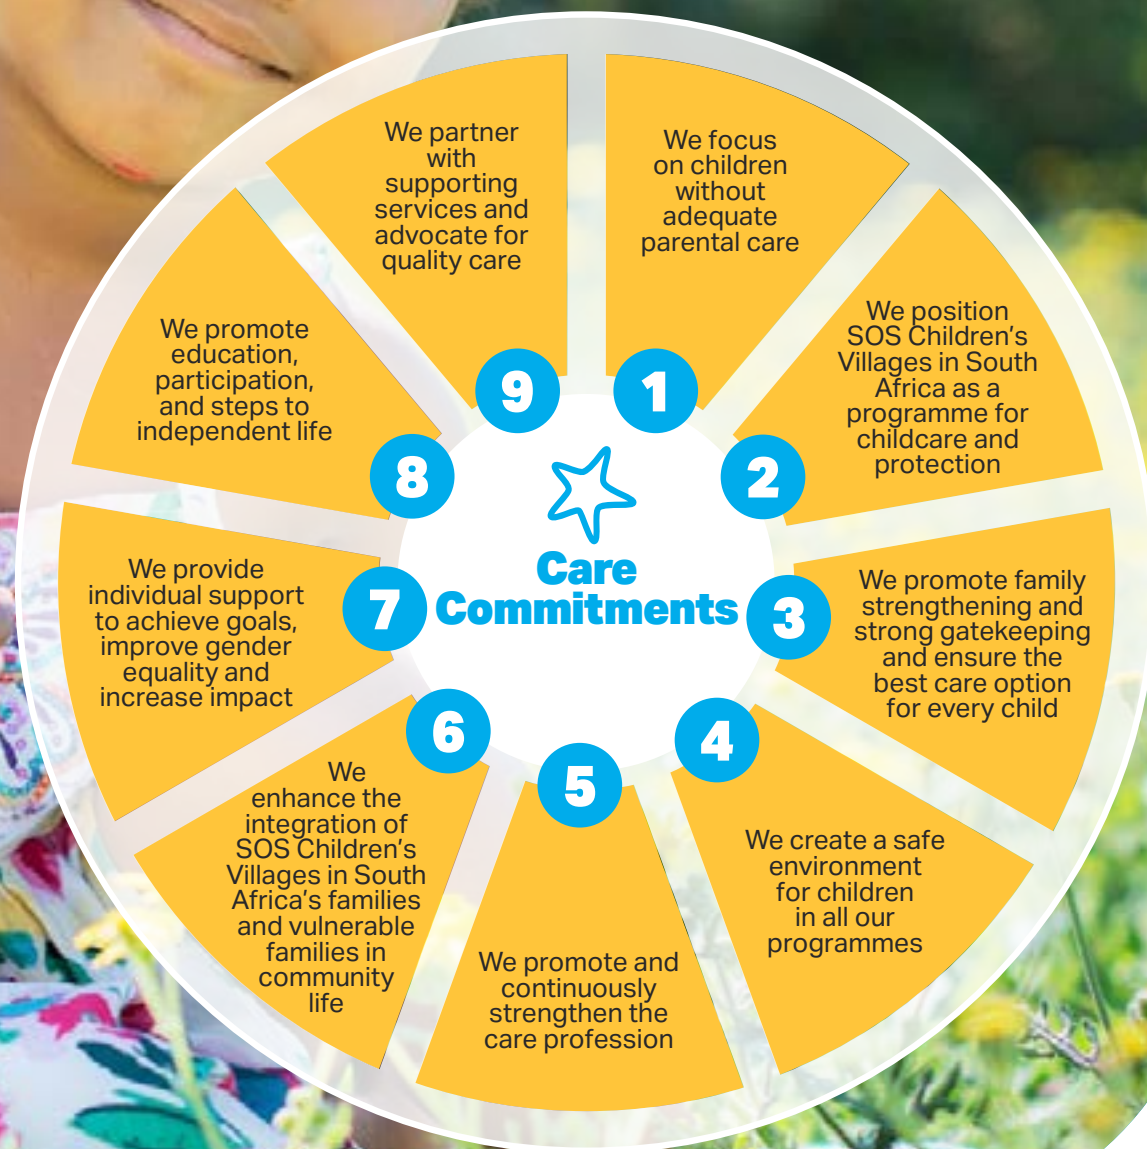 Care
Commitments
1
We focus
on children
without
adequate
parental care
2
We position
SOS Children's
Villages in South
Africa as a
programme for
childcare and
protection
3
We promote family
strengthening and
strong gatekeeping
and ensure the
best care option
for every child
4
We create a safe
environment
for children
in all our
programmes
5
We promote and
continuously
strengthen the
care profession
6
We
enhance the
integration of
SOS Children's
Villages in South
Africa's families
and vulnerable
families in
community
life
7
We provide
individual support
to achieve goals,
improve gender
equality and
increase impact
8
We promote
education,
participation,
and steps to
independent life
9
We partner
with
supporting
services and
advocate for
quality care